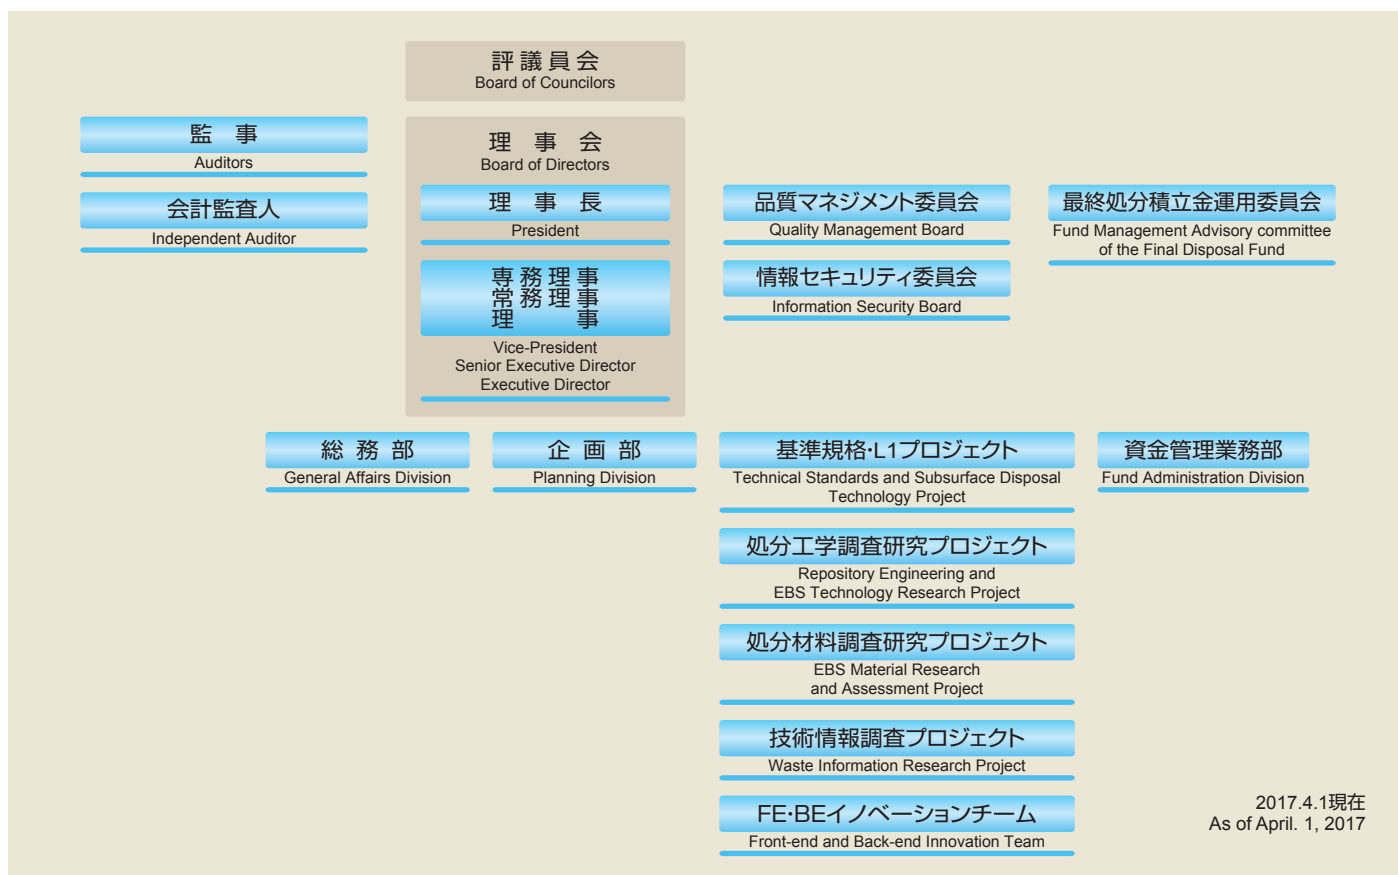 評議員会
Board of Councilors
監 事
Auditors
会計監査人
Independent Auditor
理 事 会
Board of Directors
理 事 長
President
専務理事
常務理事
理 事
Vice-President
Senior Executive Director
Executive Director
品質マネジメント委員会
Quality Management Board
情報セキュリティ委員会
Information Security Board
最終処分積立金運用委員会
Fund Management Advisory committee
of the Final Disposal Fund
総 務 部
General Affairs Division
企 画 部
Planning Division
基準規格・L1プロジェクト
Technical Standards and Subsurface Disposal
Technology Project
資金管理業務部
Fund Administration Division
処分工学調査研究プロジェクト
Repository Engineering and
EBS Technology Research Project
処分材料調査研究プロジェクト
EBS Material Research
and Assessment Project
技術情報調査プロジェクト
Waste Information Research Project
FE・BEイノベーションチーム
Front-end and Back-end Innovation Team
2017.4.1現在
As of April. 1, 2017